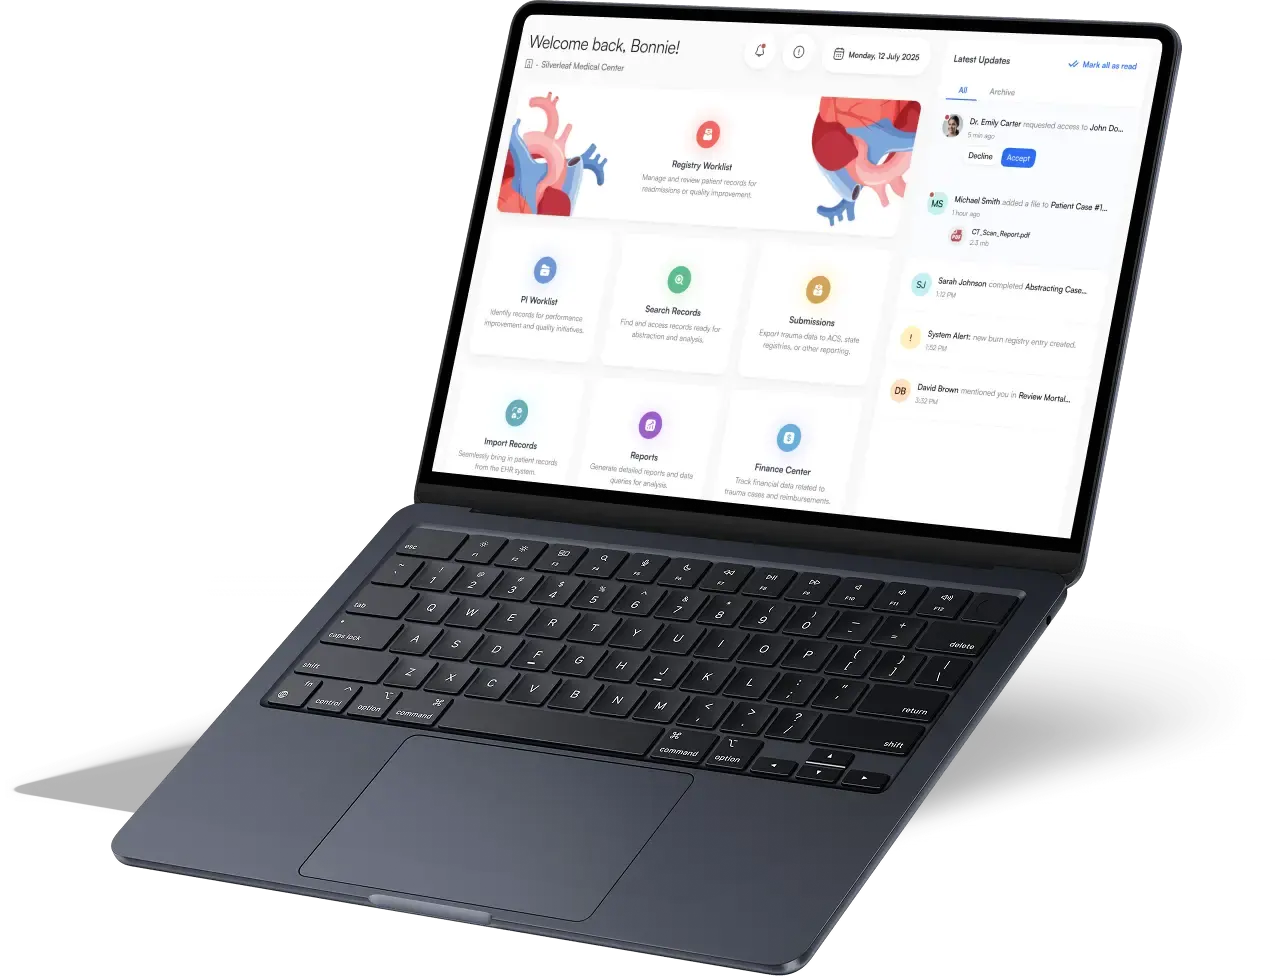 Welcome back, Bonnie!
- Silverleaf Medical Center
Monday, 12 July 2025
Registry Worklist
Manage and review patient records for
readmissions or quality improvement.
PI Worklist
Identify records for performance
improvement and quality initiatives.
Search Records
Find and access records ready for
abstraction and analysis.
Submissions
Export trauma data to ACS, state
registries, or other reporting.
Import Records
Seamlessly bring in patient records
from the EHR system.
Reports
Generate detailed reports and data
queries for analysis.
Finance Center
Track financial data related to
trauma cases and reimbursements.
Latest Updates
Mark all as read
All
Archive
Dr. Emily Carter requested access to John Do...
5 min ago
Decline
Accept
MS
Michael Smith added a file to Patient Case #1...
1 hour ago
PDF
CT_Scan_Report.pdf
2.3 mb
SJ
Sarah Johnson completed Abstracting Case...
1:12 PM
!
System Alert: new burn registry entry created.
1:52 PM
DB
David Brown mentioned you in Review Mortal...
3:32 PM
esc F1 F2 F3 F4 F5 F6 F7 F8 F9 F10 F11 F12
~ ! @ # $ % ^ & * ( ) — +
1 2 3 4 5 6 7 8 9 0 - = delete
tab Q W E R T Y U I O P { [ } ] | \
caps lock A S D F G H J K L : ; " ' return
shift Z X C V B N M < , > . ? / shift
fn control option command command option